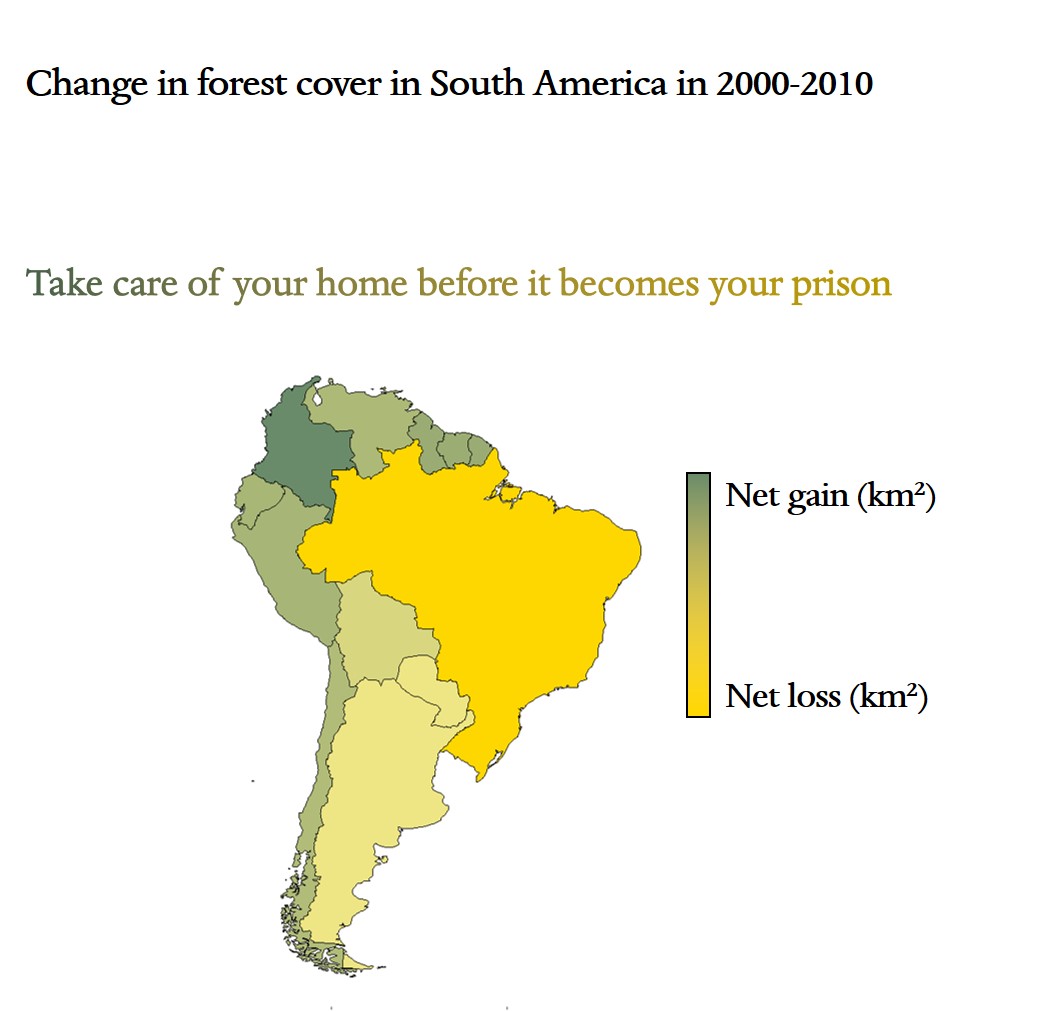 Change in forest cover in South America in 2000-2010
Take care of your home before it becomes your prison
Net gain (km²)
Net loss (km²)